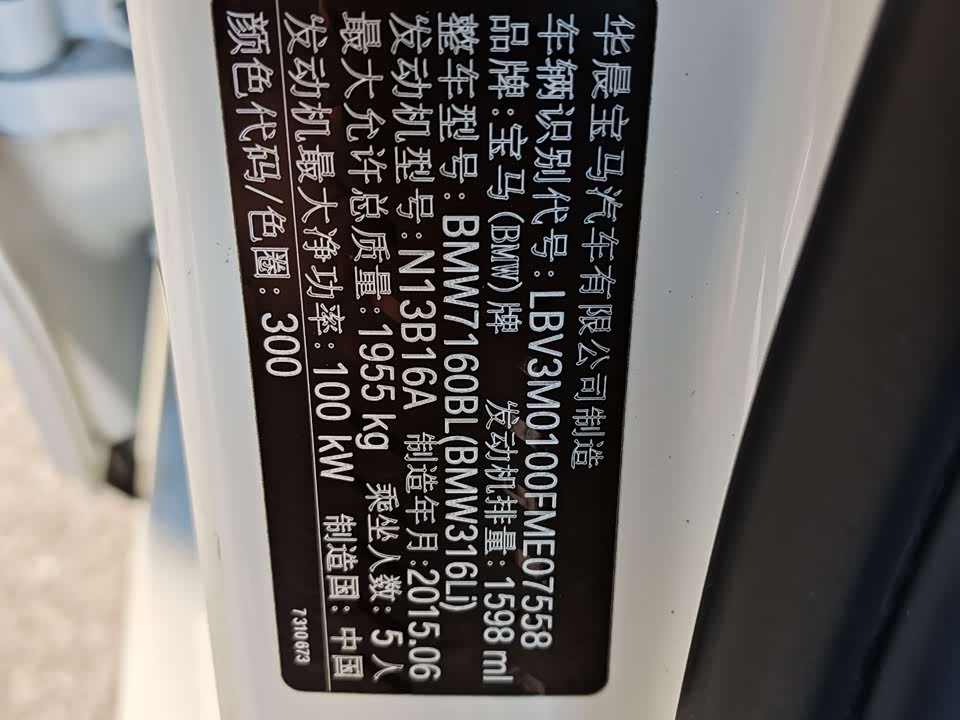 华晨宝马汽车有限公司制造
车辆识别代号:LBV3M0100FME07558
品牌:宝马(BMW)牌 发动机排量:1598 ml
整车型号:BMW7160BL(BMW316Li)
发动机型号:N13B16A 制造年月:2015.06
最大允许总质量:1955 kg 乘坐人数:5人
发动机最大净功率:100 kW 制造国:中国
颜色代码/色圈:300
7310673